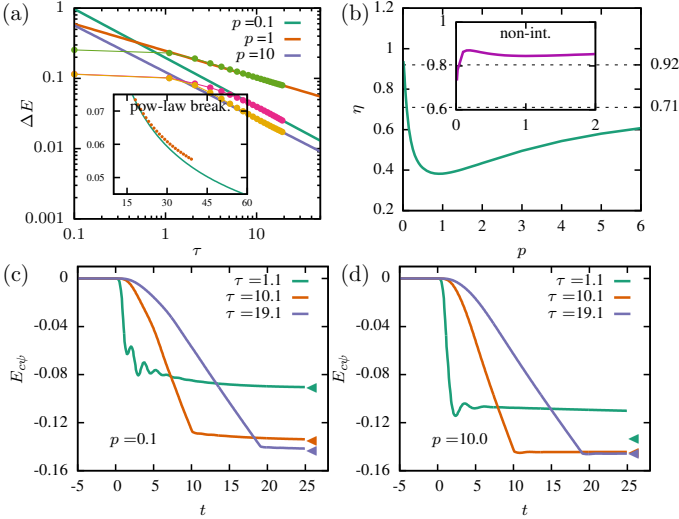 (a)
1
0.1
0.01
0.001
ΔE
p =0.1
p =1
p =10
pow-law break.
0.07
0.06
0.05
15 30 45 60
0.1 1 10
τ
(b)
1.4
1.2
1
0.8
0.6
0.4
0.2
η
non-int.
1
0.8
0.6
0 1 2
0.92
0.71
0 1 2 3 4 5 6
p
(c)
0
-0.04
-0.08
-0.12
-0.16
E_cψ
τ =1.1
τ =10.1
τ =19.1
p =0.1
-5 0 5 10 15 20 25
t
(d)
0
-0.04
-0.08
-0.12
-0.16
E_cψ
τ =1.1
τ =10.1
τ =19.1
p =10.0
-5 0 5 10 15 20 25
t